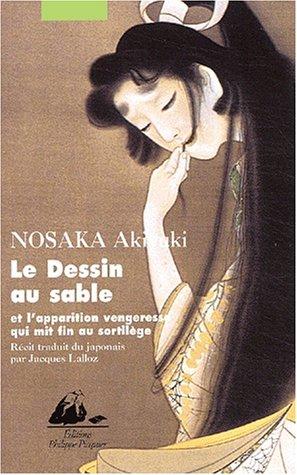 NOSAKA Akiyuki
Le Dessin
au sable
et l'apparition vengeresse
qui mit fin au sortilège
Récit traduit du japonais
par Jacques Lalloz
Editions
Philippe Picquier